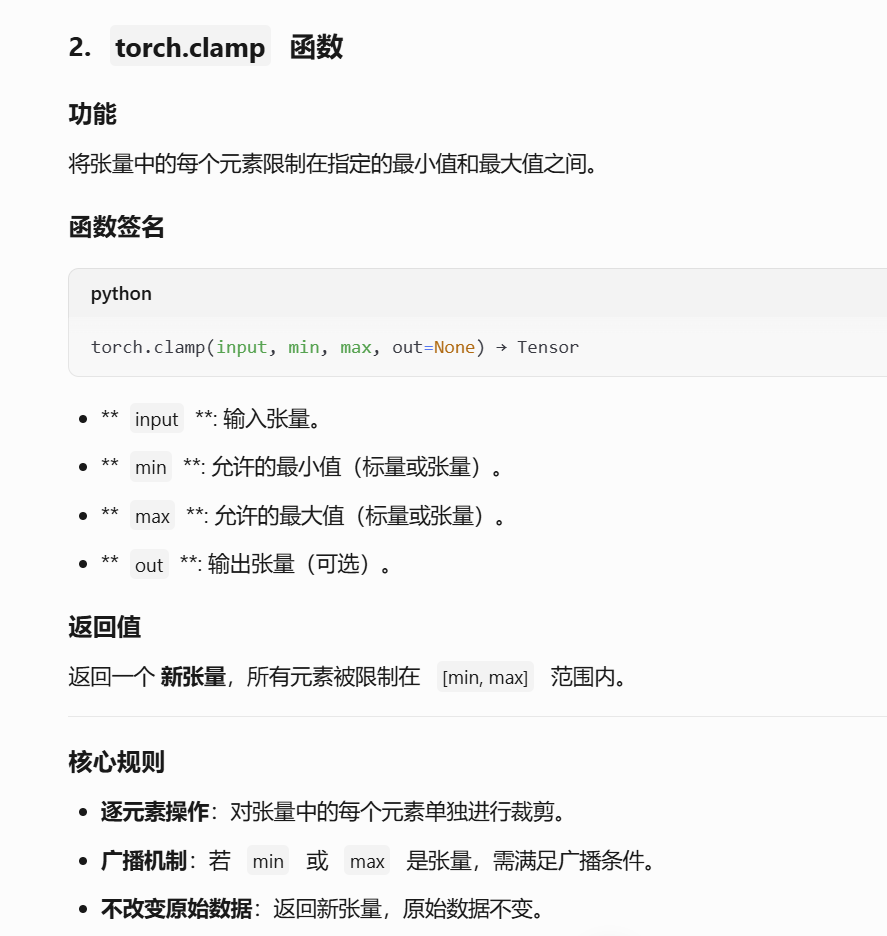 2. torch.clamp 函数
功能
将张量中的每个元素限制在指定的最小值和最大值之间。
函数签名
python
torch.clamp(input, min, max, out=None) → Tensor
• ** input **: 输入张量。
• ** min **: 允许的最小值（标量或张量）。
• ** max **: 允许的最大值（标量或张量）。
• ** out **: 输出张量（可选）。
返回值
返回一个 新张量，所有元素被限制在 [min, max] 范围内。
核心规则
• 逐元素操作：对张量中的每个元素单独进行裁剪。
• 广播机制：若 min 或 max 是张量，需满足广播条件。
• 不改变原始数据：返回新张量，原始数据不变。